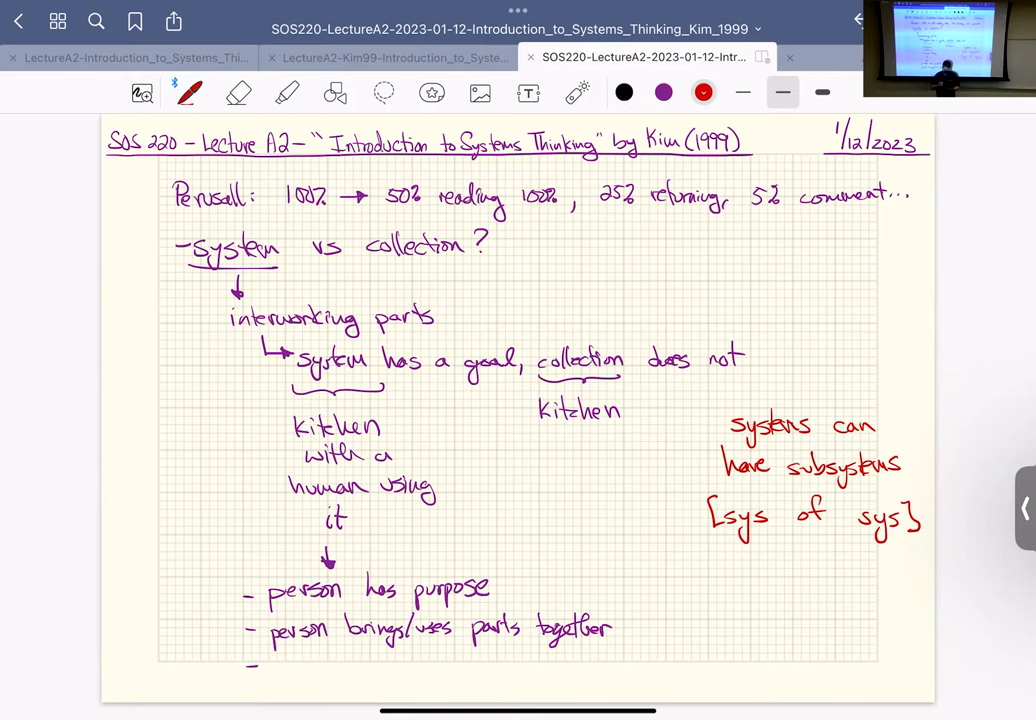 SOS220-LectureA2-2023-01-12-Introduction_to_Systems_Thinking_Kim_1999
LectureA2-Introduction_to_Systems_Thi...
LectureA2-Kim99-Introduction_to_Syste...
SOS220-LectureA2-2023-01-12-Intr...
SOS 220 - Lecture A2 - "Introduction to Systems Thinking" by Kim (1999) 1/12/2023
Perusall: 100% → 50% reading 100%, 25% returning, 5% comment...
- system vs collection?
interworking parts
system has a goal, collection does not
kitchen
kitchen
with a
human using
it
systems can
have subsystems
[sys of sys]
- person has purpose
- person brings/uses parts together
-